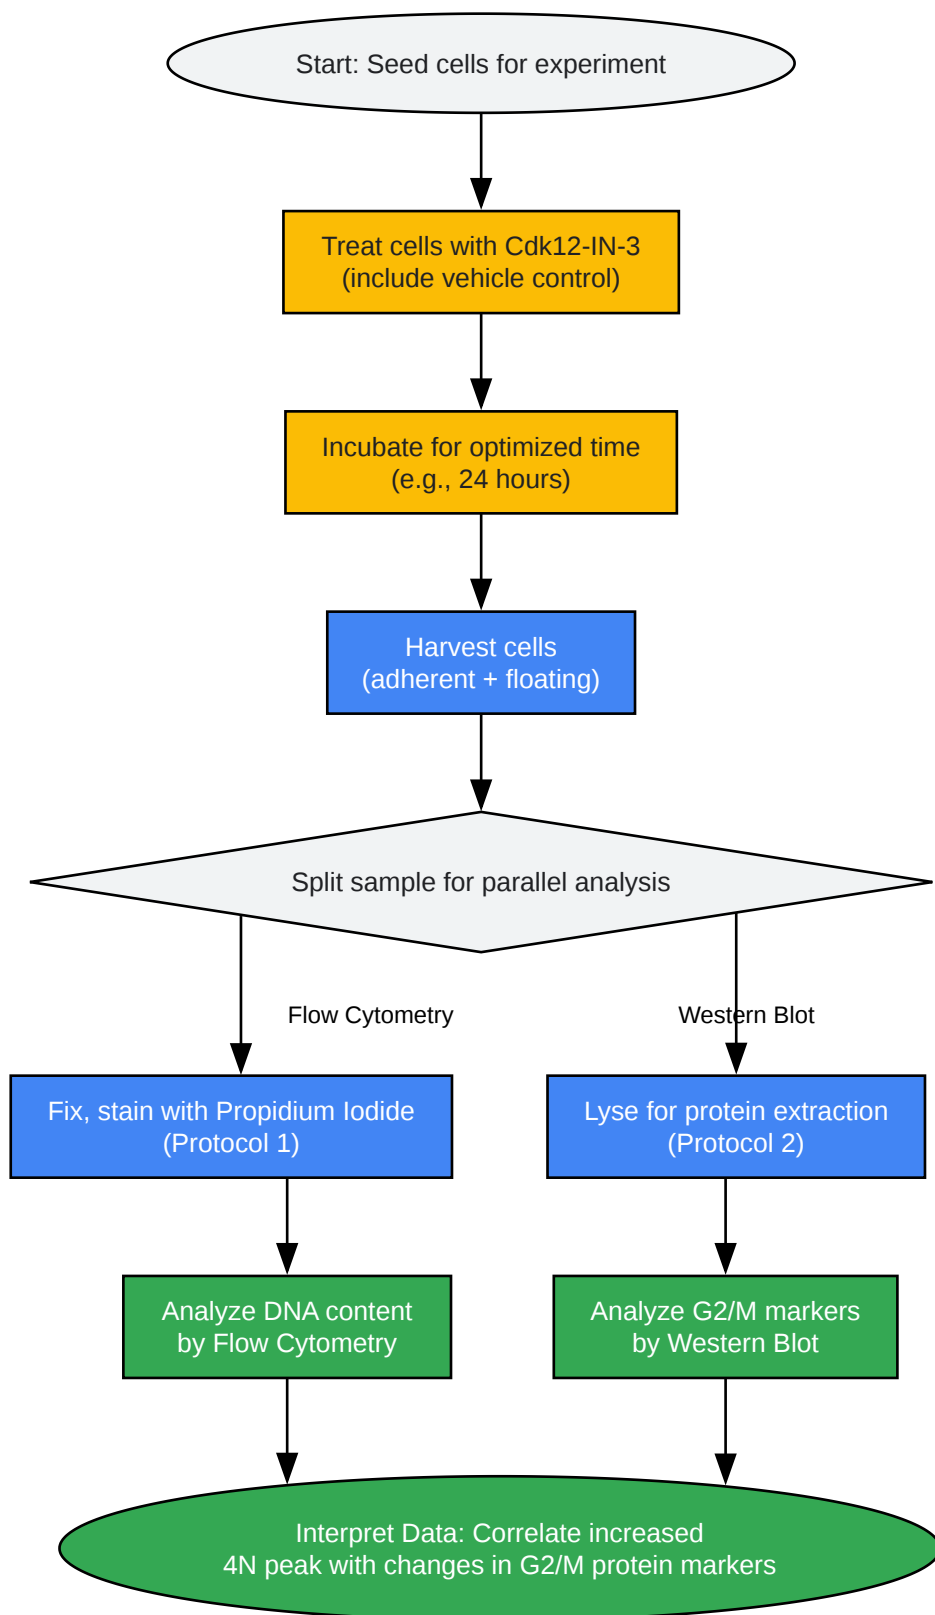 Start: Seed cells for experiment
Treat cells with Cdk12-IN-3
(include vehicle control)
Incubate for optimized time
(e.g., 24 hours)
Harvest cells
(adherent + floating)
Split sample for parallel analysis
Flow Cytometry
Western Blot
Fix, stain with Propidium Iodide
(Protocol 1)
Lyse for protein extraction
(Protocol 2)
Analyze DNA content
by Flow Cytometry
Analyze G2/M markers
by Western Blot
Interpret Data: Correlate increased
4N peak with changes in G2/M protein markers